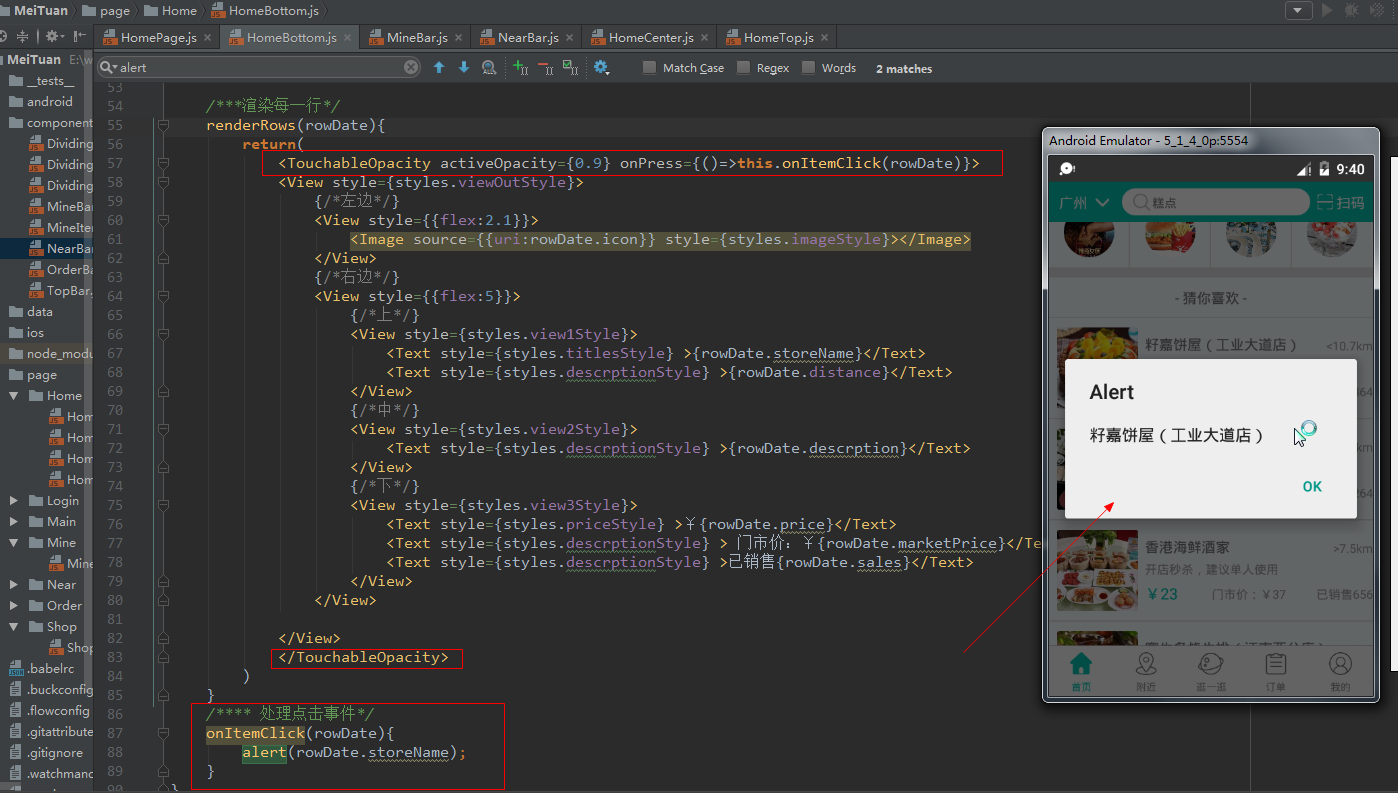 MeiTuan page Home HomeBottom.js
HomePage.js HomeBottom.js MineBar.js NearBar.js HomeCenter.js HomeTop.js
MeiTuan E:\w
alert Match Case Regex Words 2 matches
__tests__
android
component
Dividing
Dividing
Dividing
MineBa
MineIte
NearBar
OrderBa
TopBar.
data
ios
node_modu
page
Home
Hom
Hom
Hom
Hom
Login
Main
Mine
Mine
Near
Order
Shop
Shop
.babelrc
.buckconfig
.flowconfig
.gitattribute
.gitignore
.watchmanc
53
54 /***渲染每一行*/
55 renderRows(rowDate){
56 return(
57 <TouchableOpacity activeOpacity={0.9} onPress={()=>this.onItemClick(rowDate)}>
58 <View style={styles.viewOutStyle}>
59 {/*左边*/}
60 <View style={{flex:2.1}}>
61 <Image source={{uri:rowDate.icon}} style={styles.imageStyle}></Image>
62 </View>
63 {/*右边*/}
64 <View style={{flex:5}}>
65 {/*上*/}
66 <View style={styles.view1Style}>
67 <Text style={styles.titlesStyle} >{rowDate.storeName}</Text>
68 <Text style={styles.descrptionStyle} >{rowDate.distance}</Text>
69 </View>
70 {/*中*/}
71 <View style={styles.view2Style}>
72 <Text style={styles.descrptionStyle} >{rowDate.descrption}</Text>
73 </View>
74 {/*下*/}
75 <View style={styles.view3Style}>
76 <Text style={styles.priceStyle} >¥{rowDate.price}</Text>
77 <Text style={styles.descrptionStyle} > 门市价：¥{rowDate.marketPrice}</Te
78 <Text style={styles.descrptionStyle} >已销售{rowDate.sales}</Text>
79 </View>
80 </View>
81
82 </View>
83 </TouchableOpacity>
84 )
85 }
86 /**** 处理点击事件*/
87 onItemClick(rowDate){
88 alert(rowDate.storeName);
89 }
90 }
Android Emulator - 5_1_4_0p:5554
9:40
广州 糕点 扫码
- 猜你喜欢 -
籽嘉饼屋（工业大道店） <10.7km
Alert
籽嘉饼屋（工业大道店）
OK
香港海鲜酒家 >7.5km
开店秒杀，建议单人使用
¥23 门市价：¥37 已销售656
首页 附近 逛一逛 订单 我的